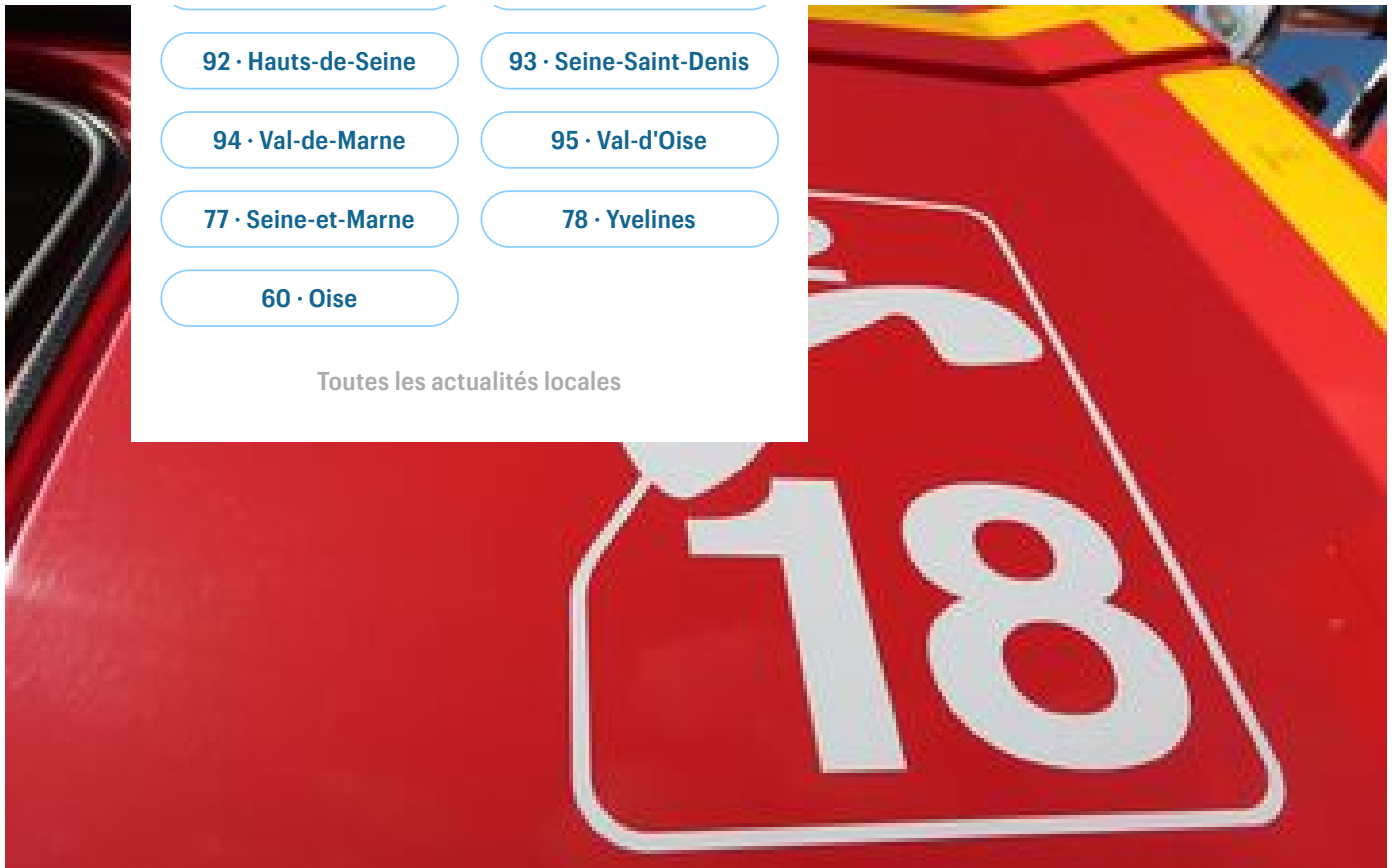 92 · Hauts-de-Seine
93 · Seine-Saint-Denis
94 · Val-de-Marne
95 · Val-d'Oise
77 · Seine-et-Marne
78 · Yvelines
60 · Oise
Toutes les actualités locales
18